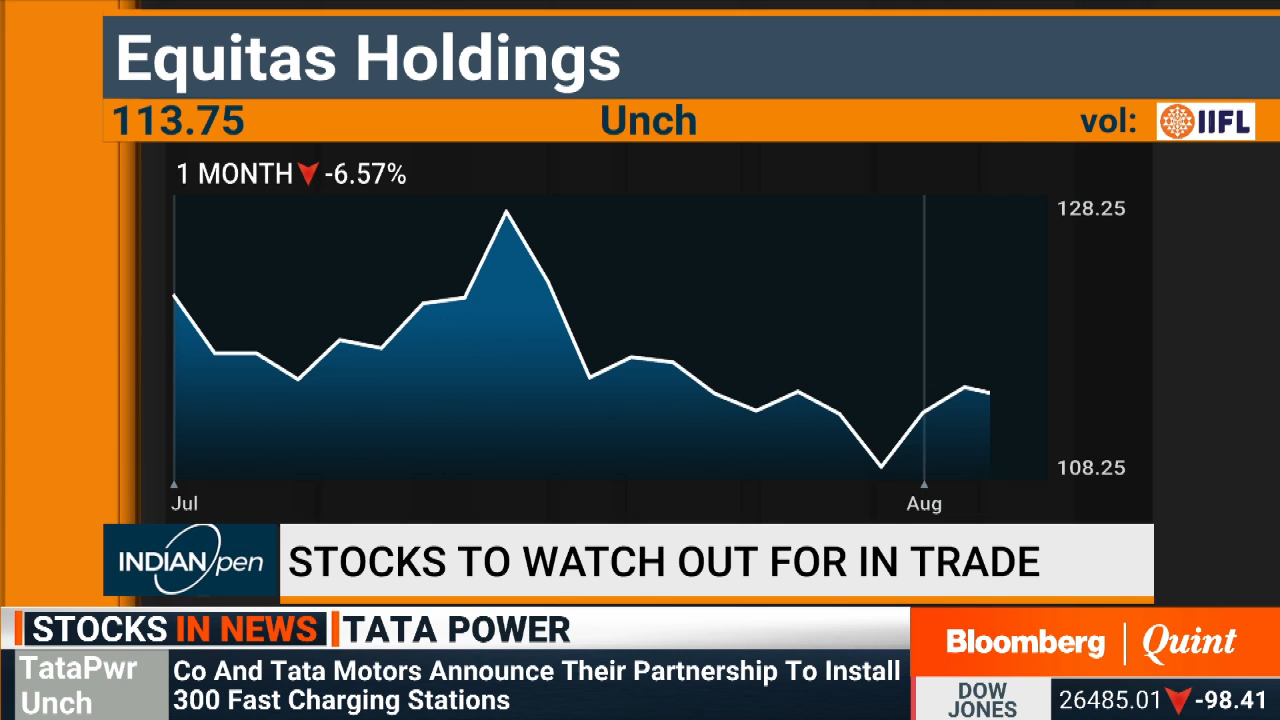 Equitas Holdings
113.75 Unch vol: IIFL
1 MONTH -6.57%
128.25
108.25
Jul Aug
INDIAN Open STOCKS TO WATCH OUT FOR IN TRADE
STOCKS IN NEWS TATA POWER
Bloomberg Quint
TataPwr
Unch
Co And Tata Motors Announce Their Partnership To Install
300 Fast Charging Stations
DOW
JONES
26485.01 -98.41